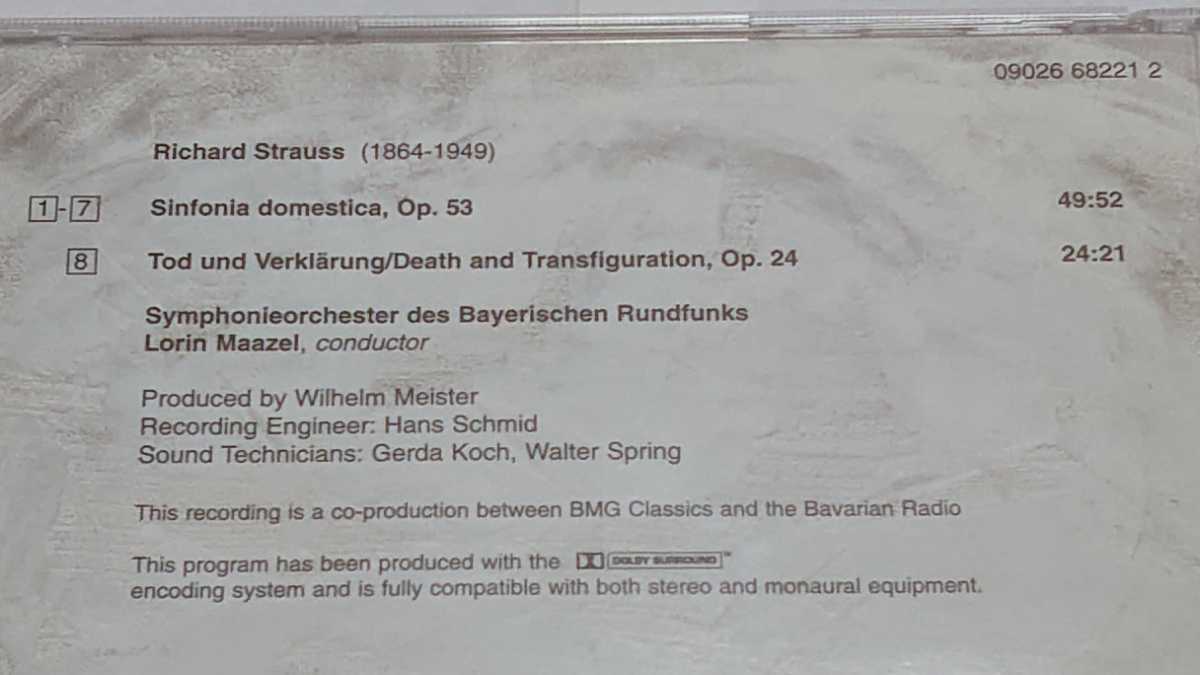 09026 68221 2
Richard Strauss (1864-1949)
1-7 Sinfonia domestica, Op. 53 49:52
8 Tod und Verklärung/Death and Transfiguration, Op. 24 24:21
Symphonieorchester des Bayerischen Rundfunks
Lorin Maazel, conductor
Produced by Wilhelm Meister
Recording Engineer: Hans Schmid
Sound Technicians: Gerda Koch, Walter Spring
This recording is a co-production between BMG Classics and the Bavarian Radio
This program has been produced with the DOLBY SURROUND™
encoding system and is fully compatible with both stereo and monaural equipment.